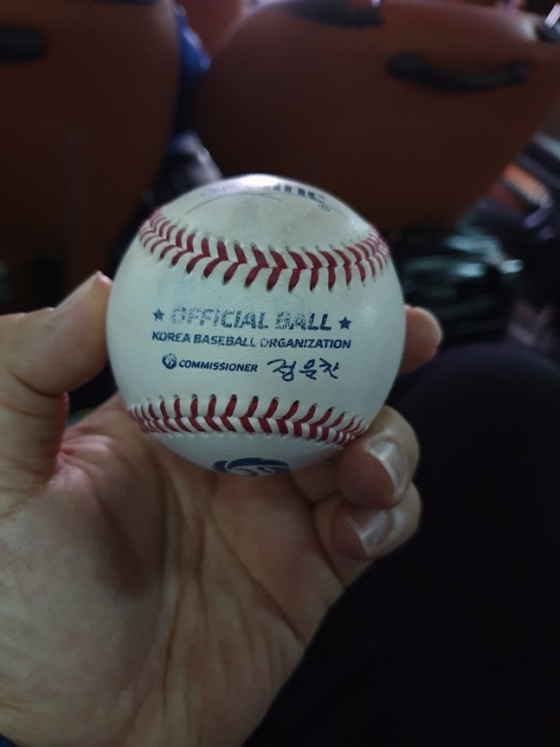 ★ OFFICIAL BALL ★
KOREA BASEBALL ORGANIZATION
COMMISSIONER 정운찬